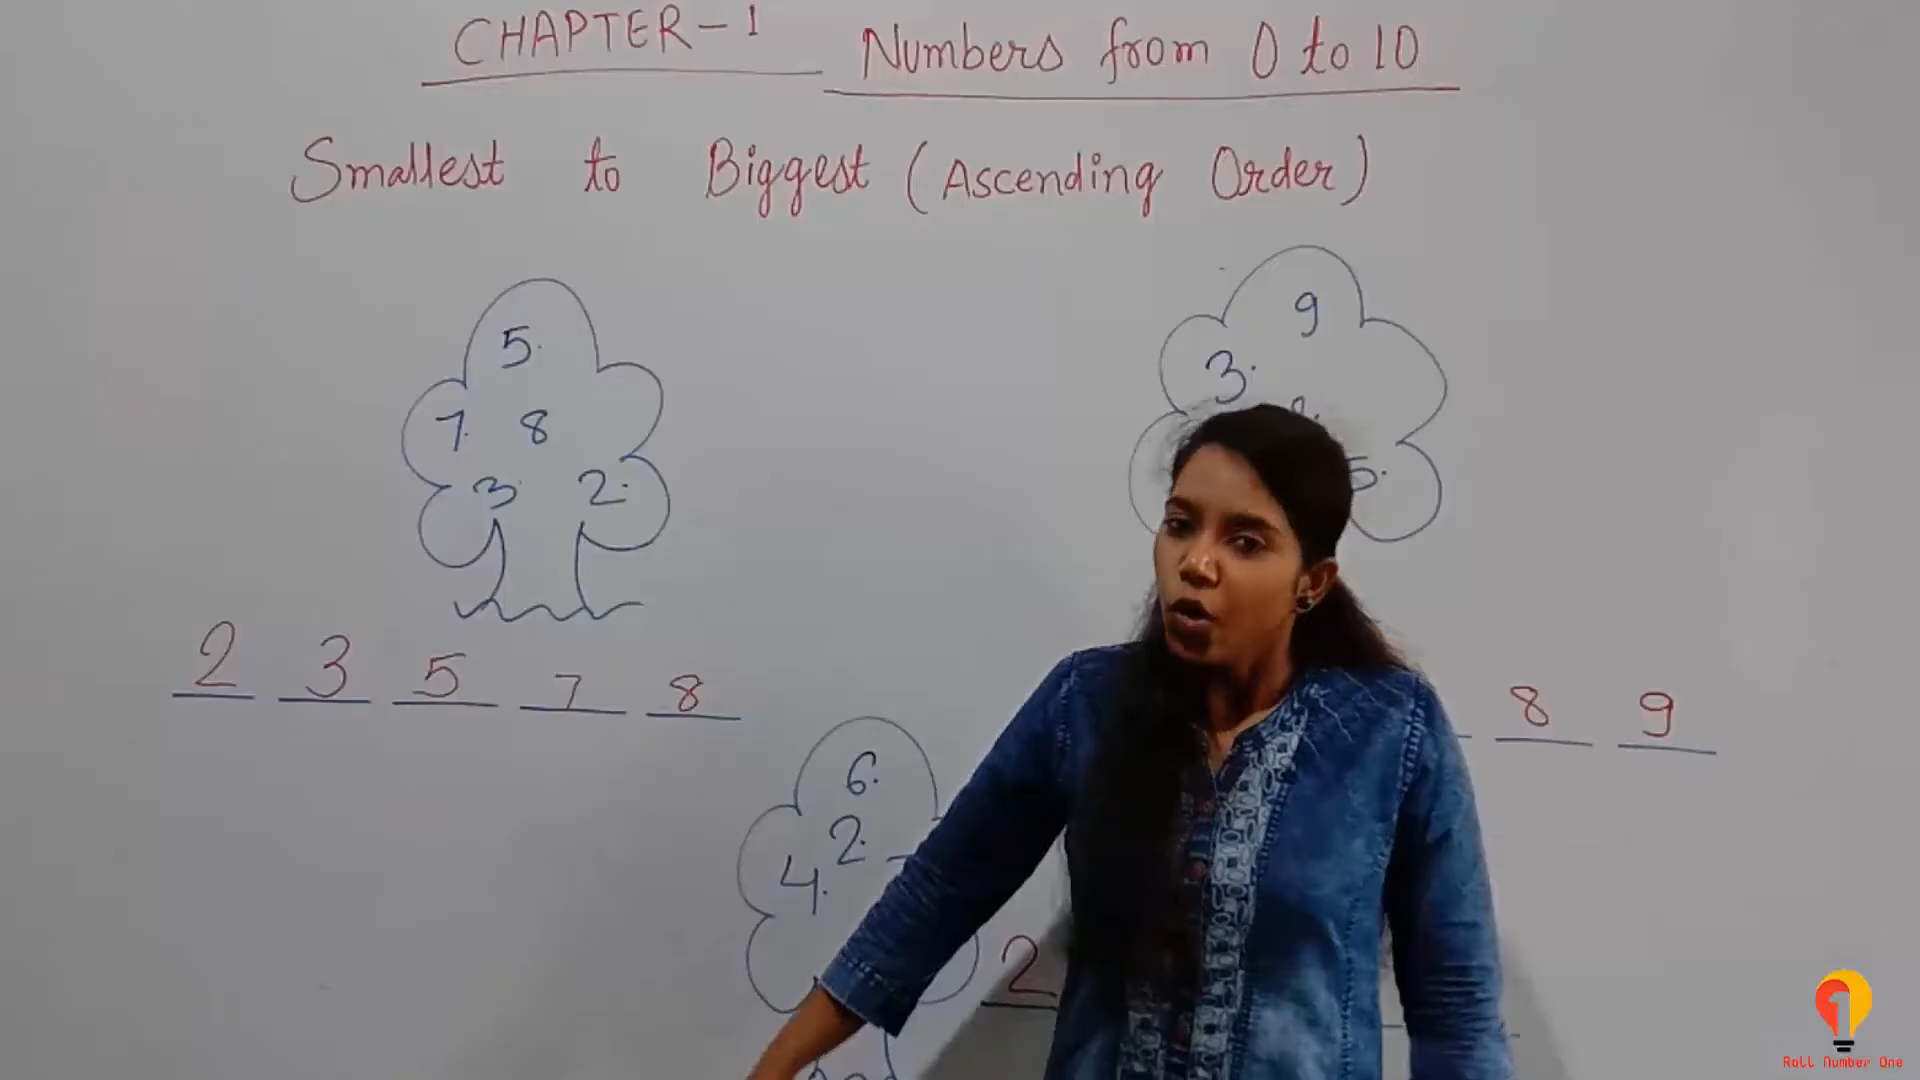 CHAPTER-1 Numbers from 0 to 10
Smallest to Biggest (Ascending Order)
5.
7. 8
3. 2.
2 3 5 7 8
9
3.
5.
8 9
6.
2.
4.
2
Roll Number One